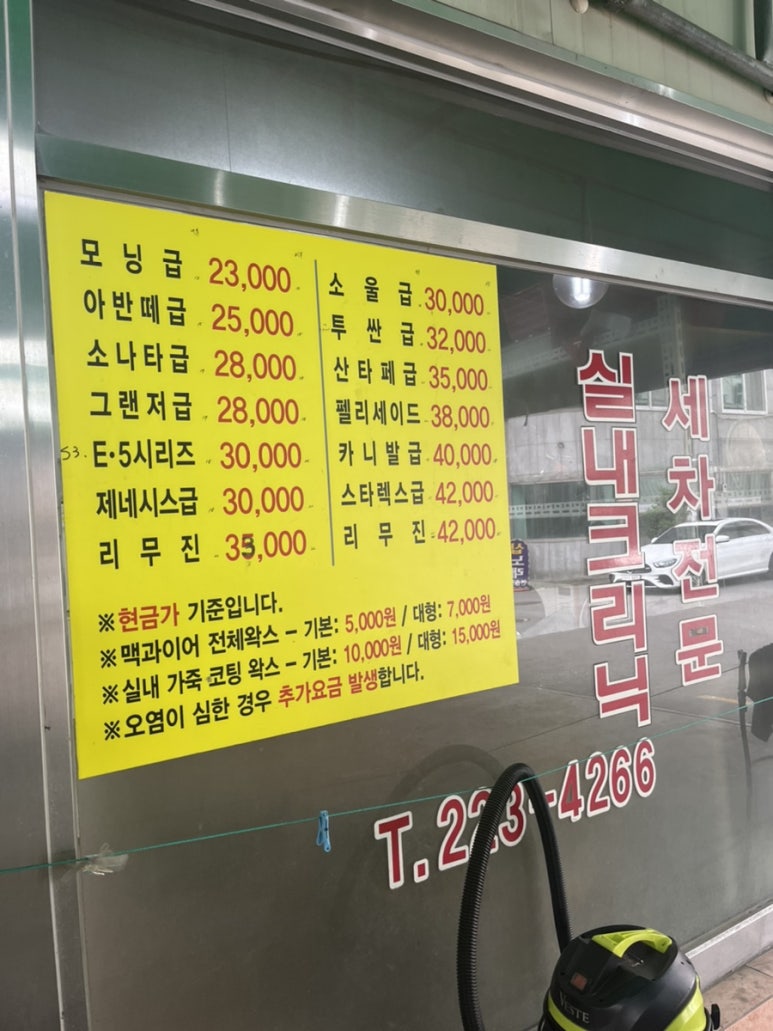 모닝급 23,000
아반떼급 25,000
소나타급 28,000
그랜저급 28,000
S3. E·5시리즈 30,000
제네시스급 30,000
리무진 35,000
소울급 30,000
투싼급 32,000
산타페급 35,000
펠리세이드 38,000
카니발급 40,000
스타렉스급 42,000
리무진 42,000
※현금가 기준입니다.
※맥과이어 전체왁스 – 기본: 5,000원 / 대형: 7,000원
※실내 가죽 코팅 왁스 – 기본: 10,000원 / 대형: 15,000원
※오염이 심한 경우 추가요금 발생합니다.
세차전문
실내크리닉
T.223-4266
VESTE